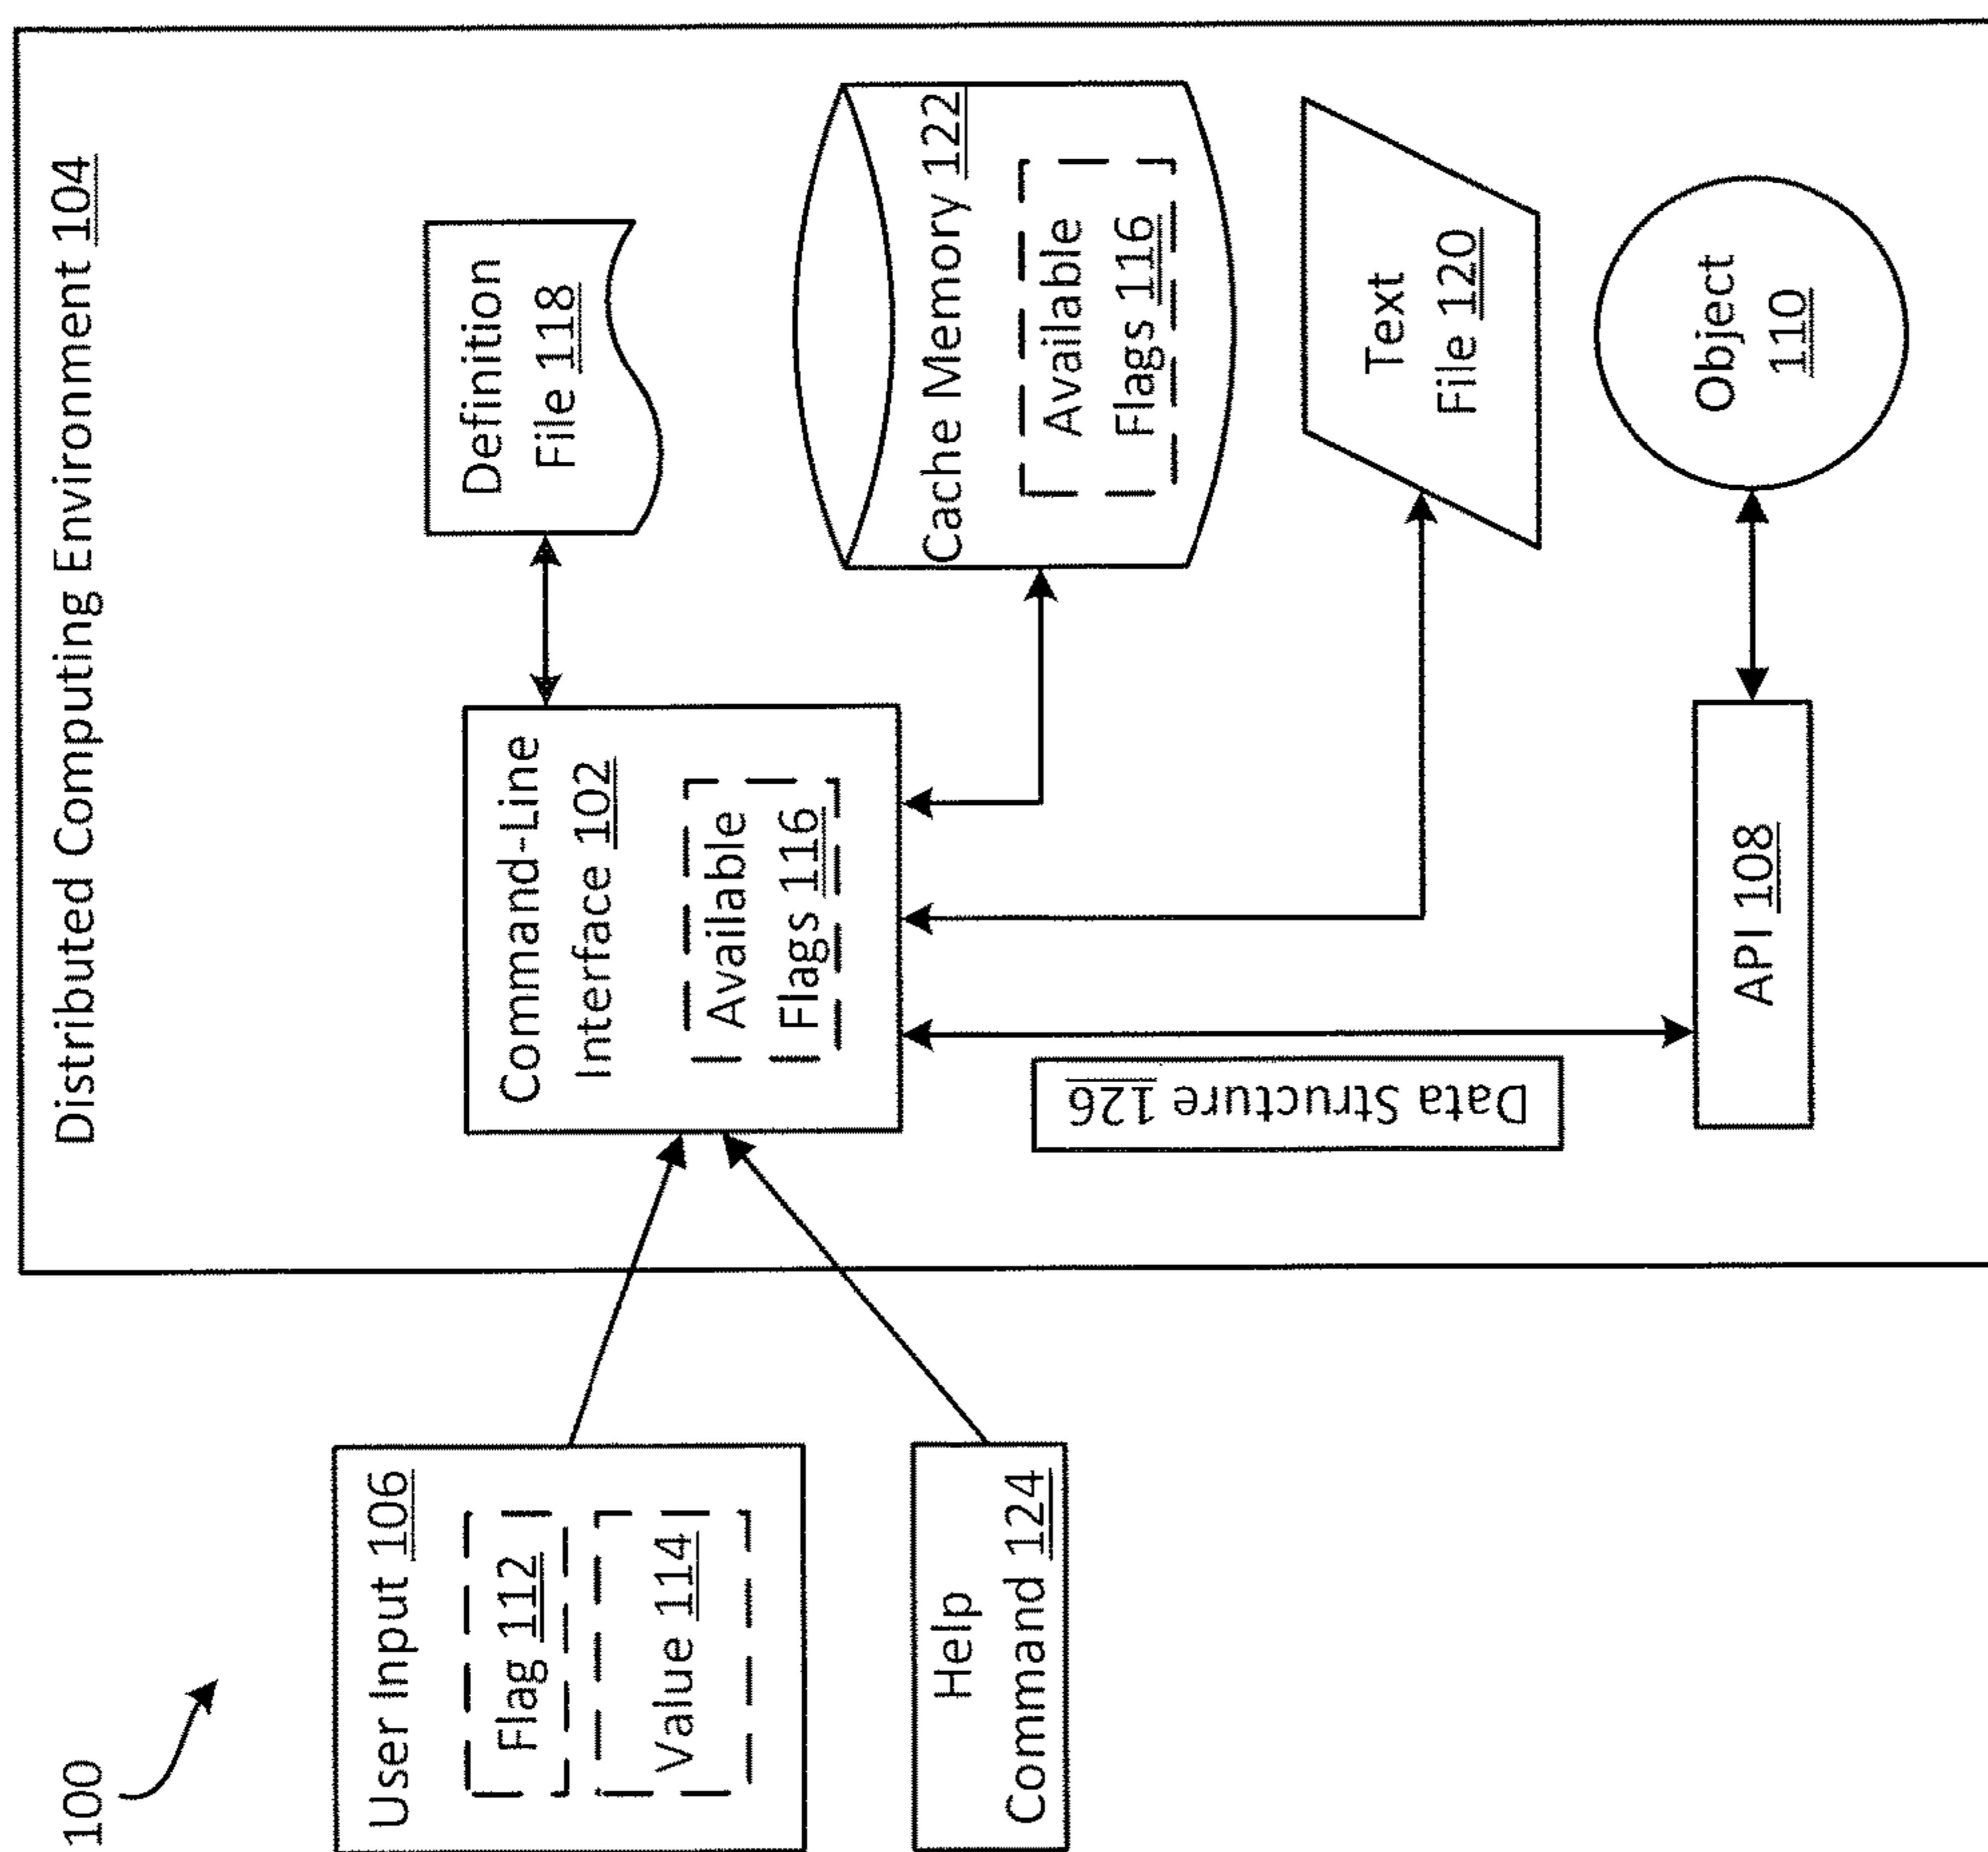 100
Distributed Computing Environment 104
User Input 106
Flag 112
Value 114
Help
Command 124
Command-Line
Interface 102
Available
Flags 116
Definition
File 118
Cache Memory 122
Available
Flags 116
Text
File 120
Data Structure 126
API 108
Object
110